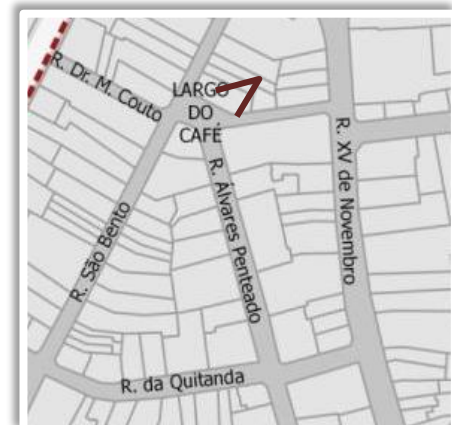 R. Dr. M. Couto
LARGO
DO
CAFÉ
R. XV de Novembro
R. Álvares Penteado
R. São Bento
R. da Quitanda